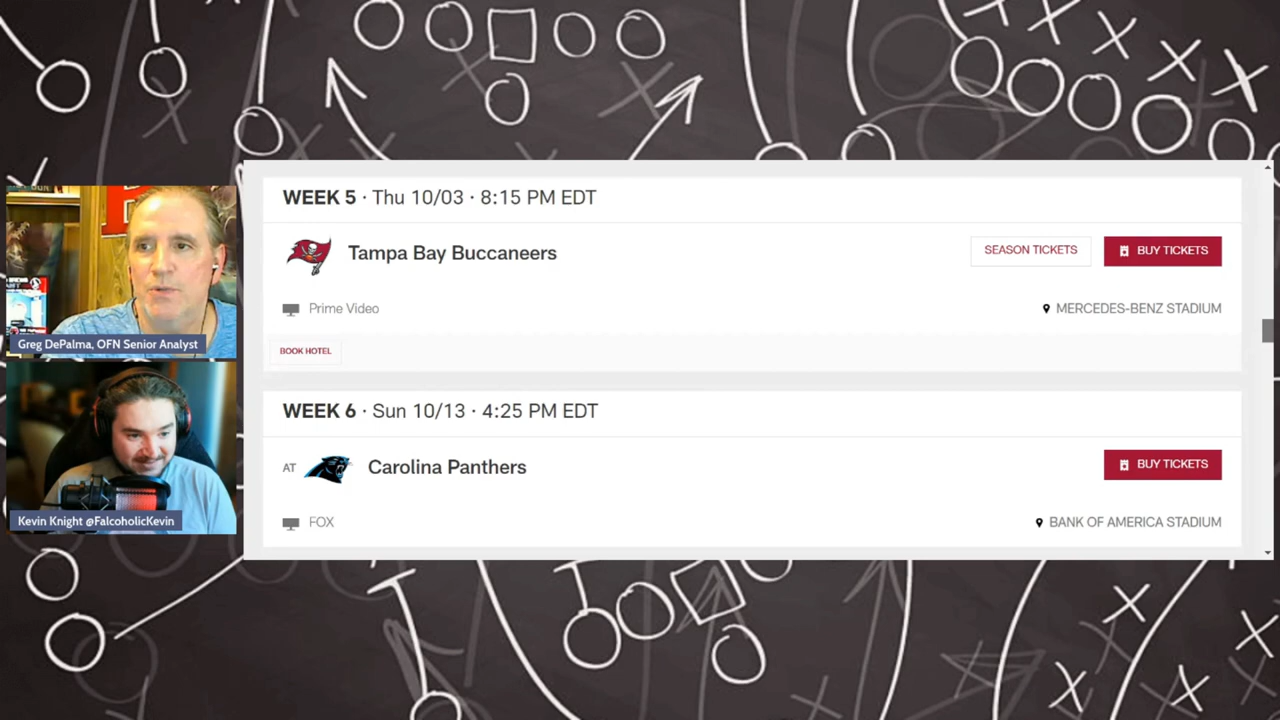 WEEK 5 · Thu 10/03 · 8:15 PM EDT
Tampa Bay Buccaneers
SEASON TICKETS
BUY TICKETS
Prime Video
MERCEDES-BENZ STADIUM
BOOK HOTEL
WEEK 6 · Sun 10/13 · 4:25 PM EDT
AT
Carolina Panthers
BUY TICKETS
FOX
BANK OF AMERICA STADIUM
Greg DePalma, OFN Senior Analyst
Kevin Knight @FalcoholicKevin